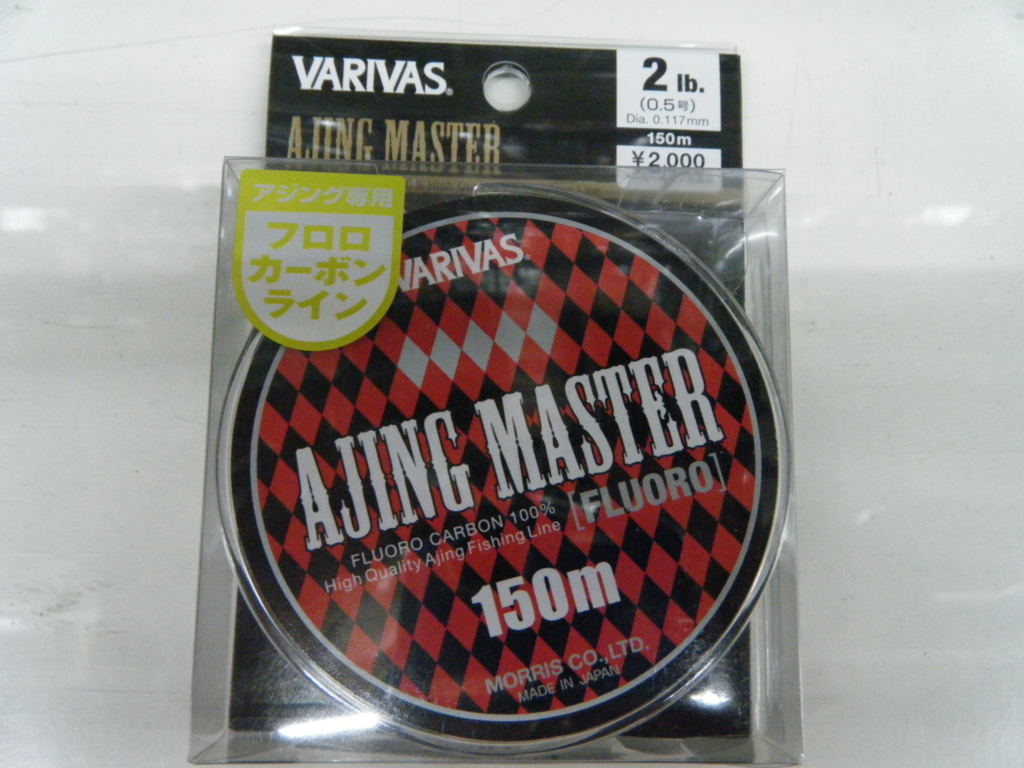 VARIVAS®
AJING MASTER
2 lb.
(0.5号)
Dia. 0.117mm
150m
¥2,000
アジング専用
フロロ
カーボン
ライン
VARIVAS®
AJING MASTER
[FLUORO]
FLUORO CARBON 100%
High Quality Ajing Fishing Line
150m
MORRIS CO.,LTD.
MADE IN JAPAN